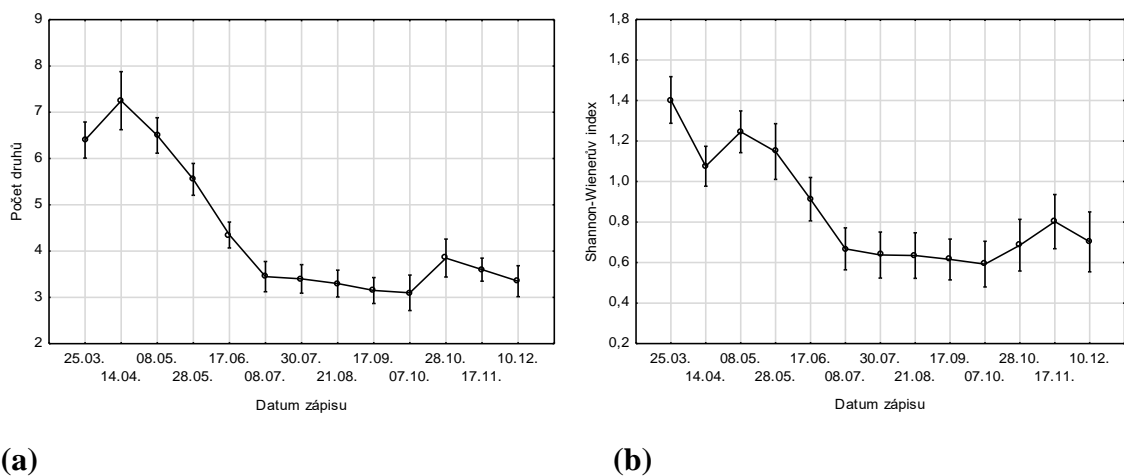 9
8
7
6
5
4
3
2
Počet druhů
25.03. 08.05. 17.06. 30.07. 17.09. 28.10. 10.12.
14.04. 28.05. 08.07. 21.08. 07.10. 17.11.
Datum zápisu
(a)
1,8
1,6
1,4
1,2
1,0
0,8
0,6
0,4
0,2
Shannon-Wienerův index
25.03. 08.05. 17.06. 30.07. 17.09. 28.10. 10.12.
14.04. 28.05. 08.07. 21.08. 07.10. 17.11.
Datum zápisu
(b)